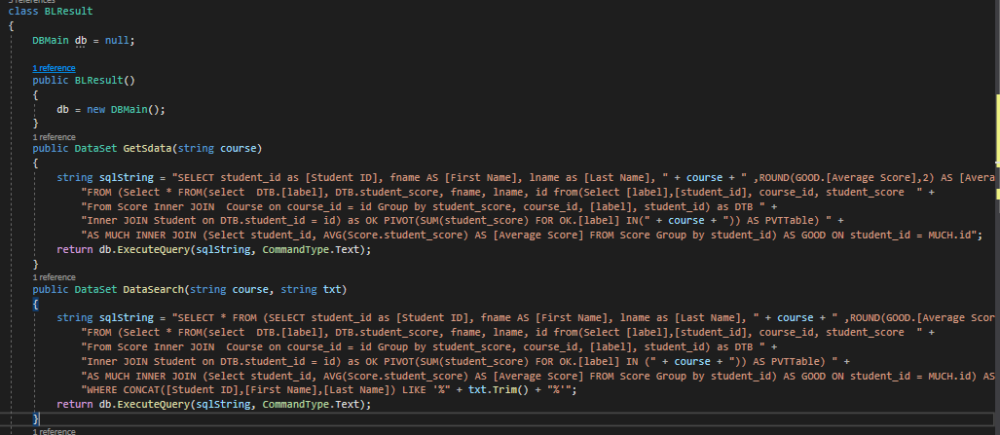 3 references
class BLResult
{
DBMain db = null;
1 reference
public BLResult()
{
db = new DBMain();
}
1 reference
public DataSet GetSdata(string course)
{
string sqlString = "SELECT student_id as [Student ID], fname AS [First Name], lname as [Last Name], " + course + " ,ROUND(GOOD.[Average Score],2) AS [Avera
"FROM (Select * FROM(select  DTB.[label], DTB.student_score, fname, lname, id from(Select [label],[student_id], course_id, student_score  " +
"From Score Inner JOIN  Course on course_id = id Group by student_score, course_id, [label], student_id) as DTB " +
"Inner JOIN Student on DTB.student_id = id) as OK PIVOT(SUM(student_score) FOR OK.[label] IN(" + course + ")) AS PVTTable) " +
"AS MUCH INNER JOIN (Select student_id, AVG(Score.student_score) AS [Average Score] FROM Score Group by student_id) AS GOOD ON student_id = MUCH.id";
return db.ExecuteQuery(sqlString, CommandType.Text);
}
1 reference
public DataSet DataSearch(string course, string txt)
{
string sqlString = "SELECT * FROM (SELECT student_id as [Student ID], fname AS [First Name], lname as [Last Name], " + course + " ,ROUND(GOOD.[Average Scor
"FROM (Select * FROM(select  DTB.[label], DTB.student_score, fname, lname, id from(Select [label],[student_id], course_id, student_score  " +
"From Score Inner JOIN  Course on course_id = id Group by student_score, course_id, [label], student_id) as DTB " +
"Inner JOIN Student on DTB.student_id = id) as OK PIVOT(SUM(student_score) FOR OK.[label] IN (" + course + ")) AS PVTTable) " +
"AS MUCH INNER JOIN (Select student_id, AVG(Score.student_score) AS [Average Score] FROM Score Group by student_id) AS GOOD ON student_id = MUCH.id) AS
"WHERE CONCAT([Student ID],[First Name],[Last Name]) LIKE '%" + txt.Trim() + "%'";
return db.ExecuteQuery(sqlString, CommandType.Text);
}
1 reference